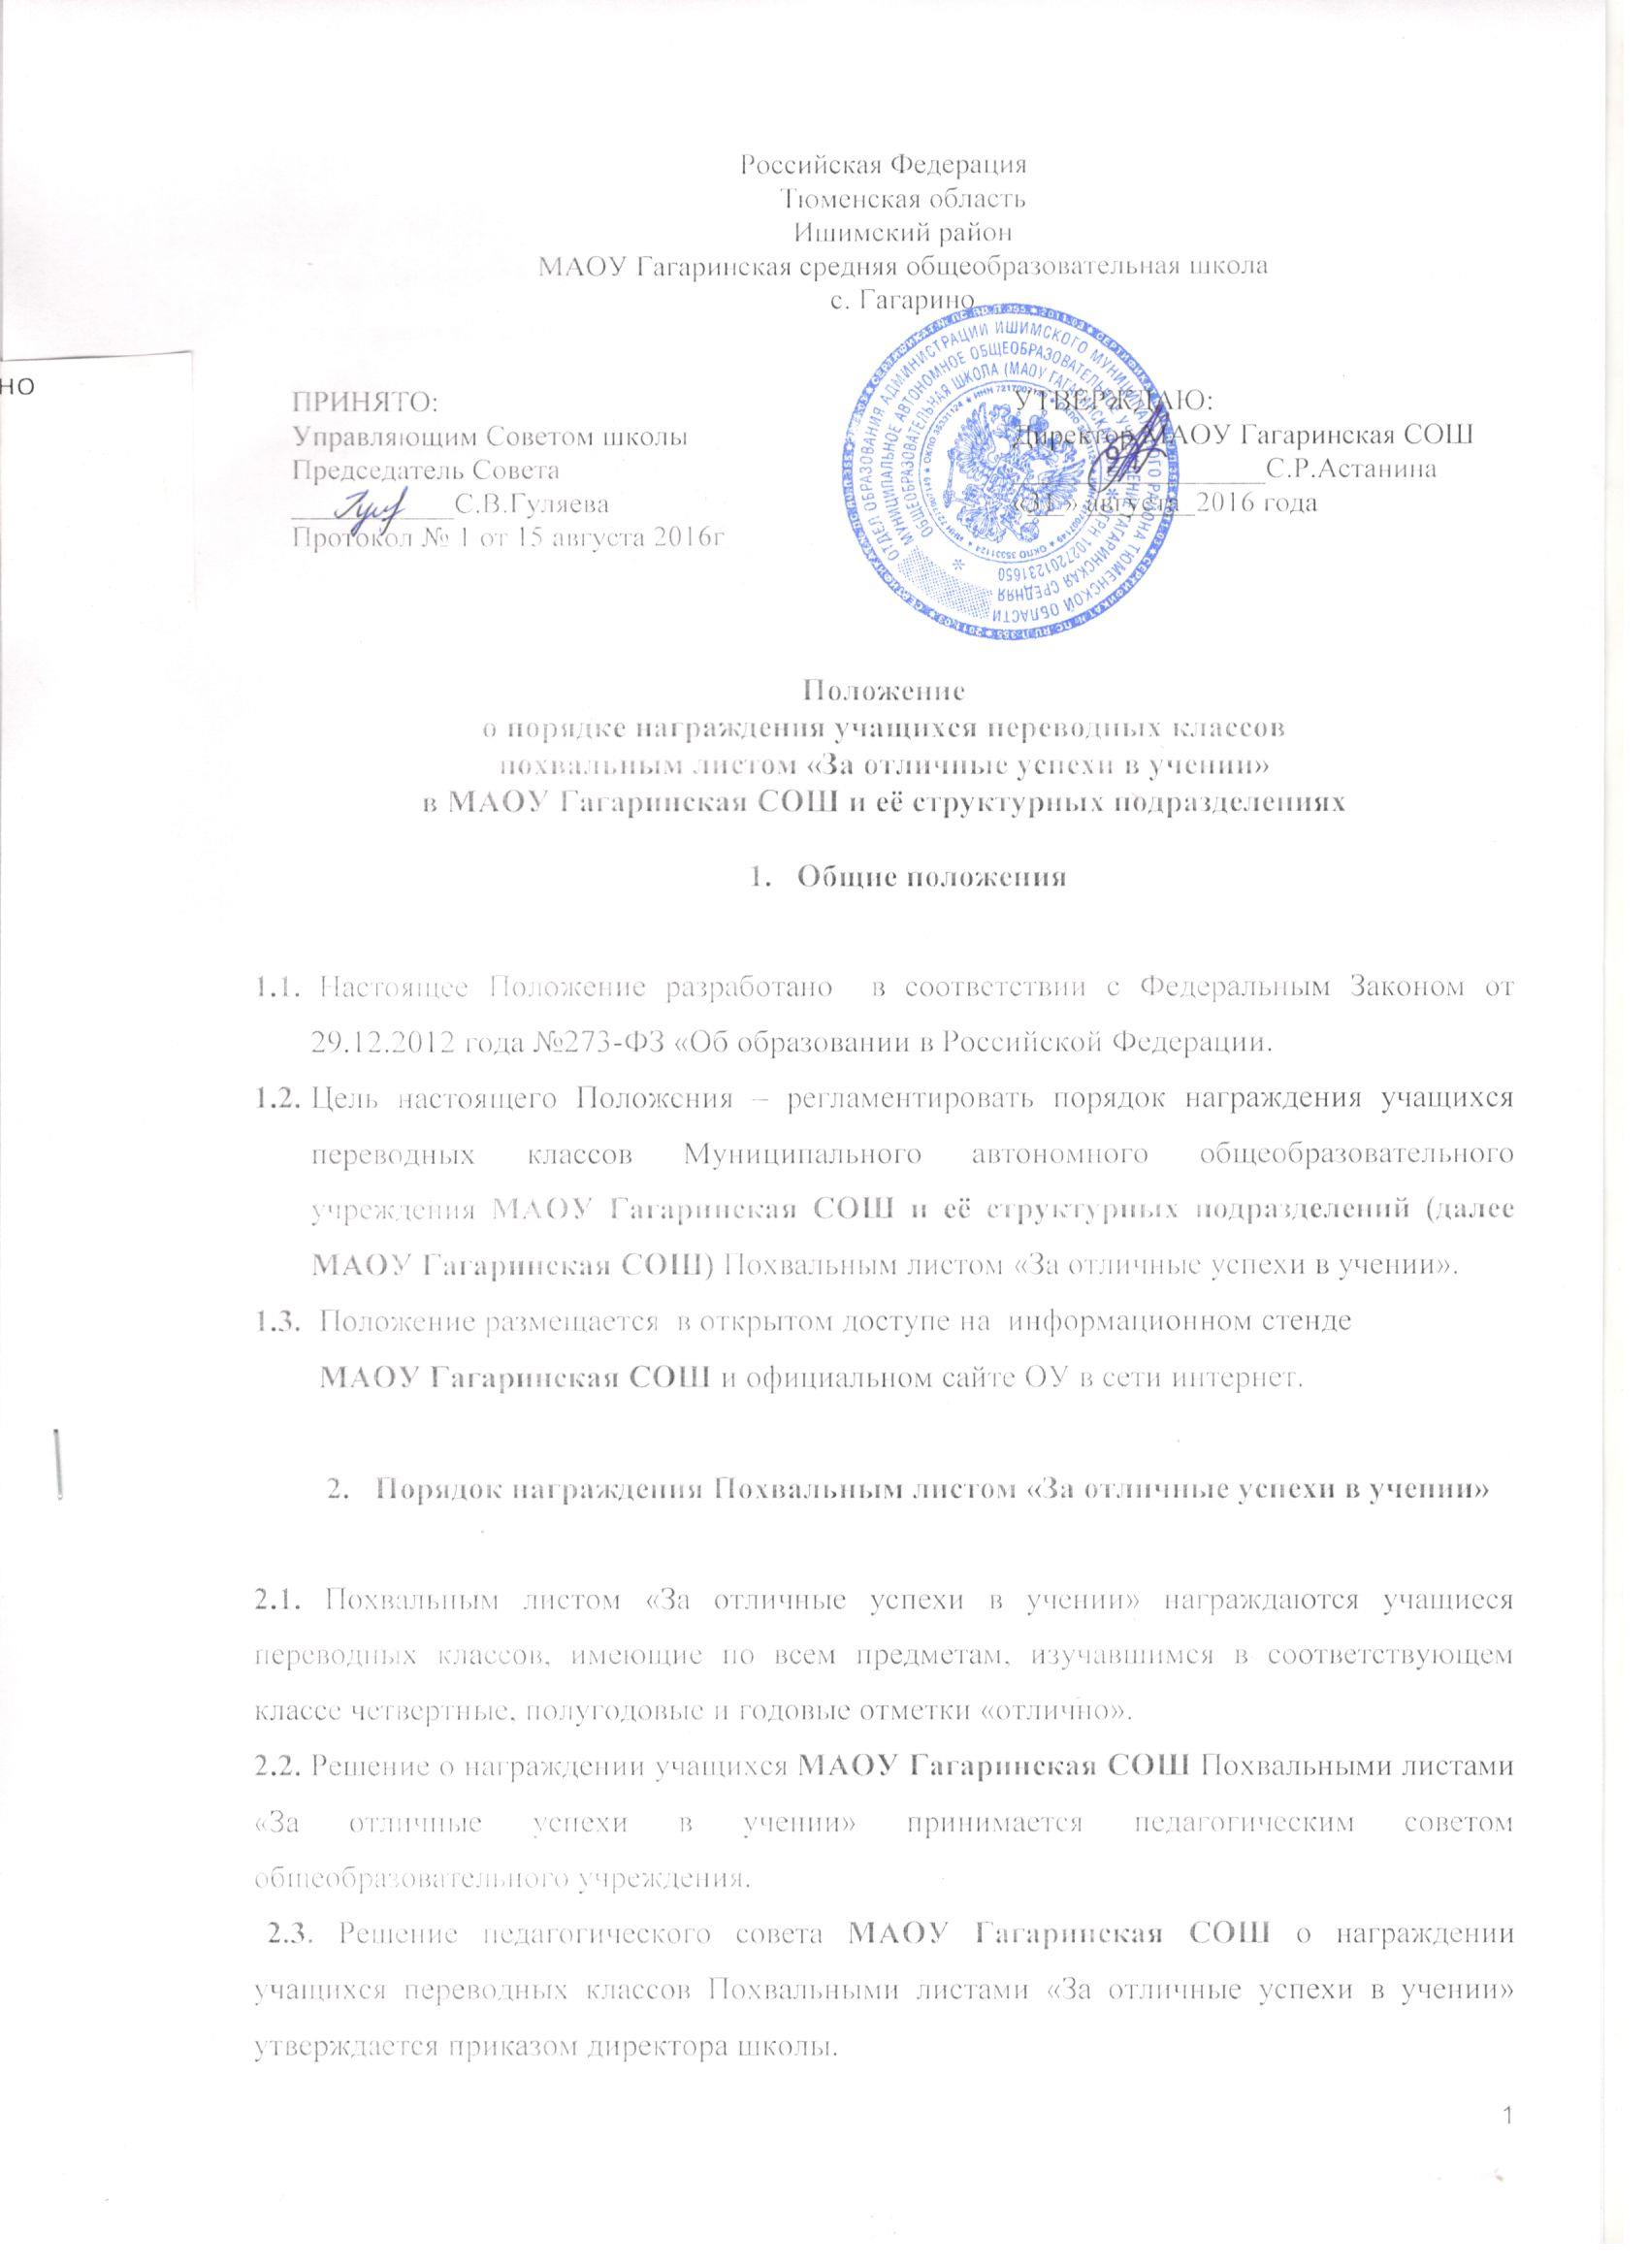 Российская Федерация
Тюменская область
Ишимский район
МАОУ Гагаринская средняя общеобразовательная школа
с. Гагарино
НО
ПРИНЯТО:
Управляющим Советом школы
Председатель Совета
____________С.В.Гуляева
Протокол № 1 от 15 августа 2016г
УТВЕРЖДАЮ:
Директор МАОУ Гагаринская СОШ
С.Р.Астанина
«31» августа 2016 года
Положение
о порядке награждения учащихся переводных классов
похвальным листом «За отличные успехи в учении»
в МАОУ Гагаринская СОШ и её структурных подразделениях
1. Общие положения
1.1. Настоящее Положение разработано в соответствии с Федеральным Законом от
29.12.2012 года №273-ФЗ «Об образовании в Российской Федерации.
1.2. Цель настоящего Положения – регламентировать порядок награждения учащихся
переводных классов Муниципального автономного общеобразовательного
учреждения МАОУ Гагаринская СОШ и её структурных подразделений (далее
МАОУ Гагаринская СОШ) Похвальным листом «За отличные успехи в учении».
1.3. Положение размещается в открытом доступе на информационном стенде
МАОУ Гагаринская СОШ и официальном сайте ОУ в сети интернет.
2. Порядок награждения Похвальным листом «За отличные успехи в учении»
2.1. Похвальным листом «За отличные успехи в учении» награждаются учащиеся
переводных классов, имеющие по всем предметам, изучавшимся в соответствующем
классе четвертные, полугодовые и годовые отметки «отлично».
2.2. Решение о награждении учащихся МАОУ Гагаринская СОШ Похвальными листами
«За отличные успехи в учении» принимается педагогическим советом
общеобразовательного учреждения.
2.3. Решение педагогического совета МАОУ Гагаринская СОШ о награждении
учащихся переводных классов Похвальными листами «За отличные успехи в учении»
утверждается приказом директора школы.
1